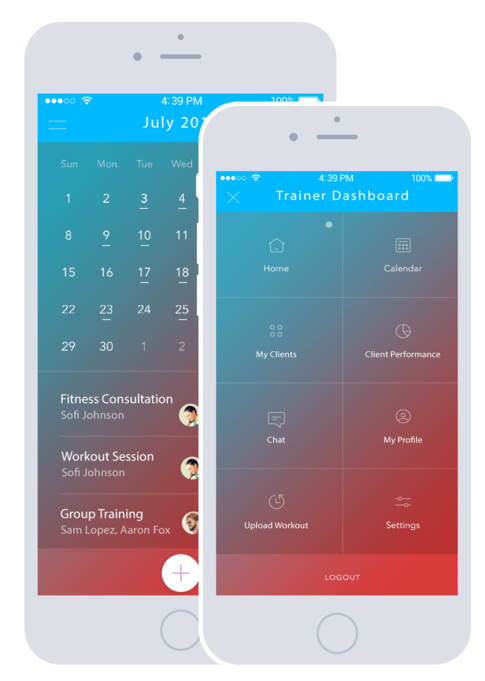 4:39 PM
100%
July 201
Sun Mon Tue Wed
1 2 3 4
8 9 10 11
15 16 17 18
22 23 24 25
29 30 1 2
Fitness Consultation
Sofi Johnson
Workout Session
Sofi Johnson
Group Training
Sam Lopez, Aaron Fox
4:39 PM
100%
Trainer Dashboard
Home
Calendar
My Clients
Client Performance
Chat
My Profile
Upload Workout
Settings
LOGOUT